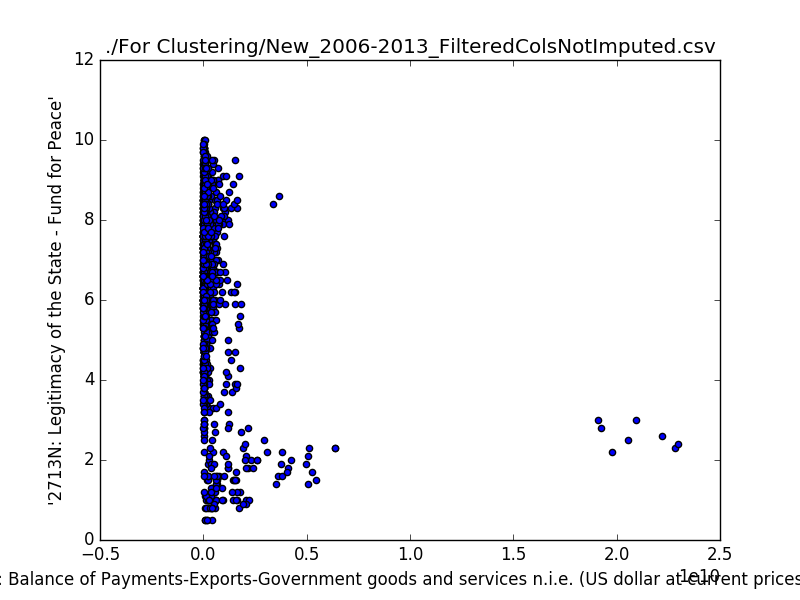 ./For Clustering/New_2006-2013_FilteredColsNotImputed.csv
12
10
8
6
4
2
0
'2713N: Legitimacy of the State - Fund for Peace'
−0.5 0.0 0.5 1.0 1.5 2.0 2.5
1e10
: Balance of Payments-Exports-Government goods and services n.i.e. (US dollar at current prices